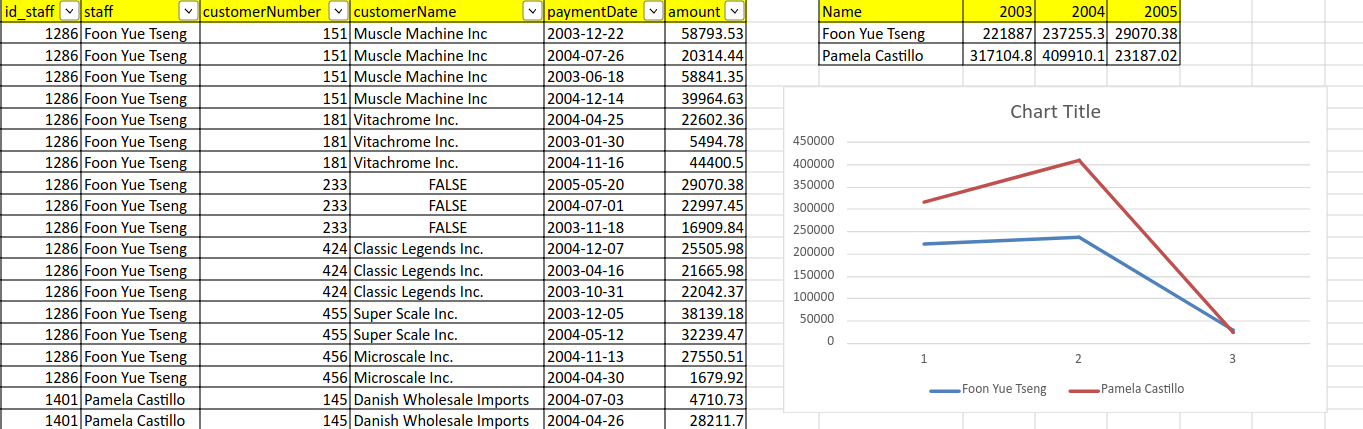 id_staff staff customerNumber customerName paymentDate amount
1286 Foon Yue Tseng 151 Muscle Machine Inc 2003-12-22 58793.53
1286 Foon Yue Tseng 151 Muscle Machine Inc 2004-07-26 20314.44
1286 Foon Yue Tseng 151 Muscle Machine Inc 2003-06-18 58841.35
1286 Foon Yue Tseng 151 Muscle Machine Inc 2004-12-14 39964.63
1286 Foon Yue Tseng 181 Vitachrome Inc. 2004-04-25 22602.36
1286 Foon Yue Tseng 181 Vitachrome Inc. 2003-01-30 5494.78
1286 Foon Yue Tseng 181 Vitachrome Inc. 2004-11-16 44400.5
1286 Foon Yue Tseng 233 FALSE 2005-05-20 29070.38
1286 Foon Yue Tseng 233 FALSE 2004-07-01 22997.45
1286 Foon Yue Tseng 233 FALSE 2003-11-18 16909.84
1286 Foon Yue Tseng 424 Classic Legends Inc. 2004-12-07 25505.98
1286 Foon Yue Tseng 424 Classic Legends Inc. 2003-04-16 21665.98
1286 Foon Yue Tseng 424 Classic Legends Inc. 2003-10-31 22042.37
1286 Foon Yue Tseng 455 Super Scale Inc. 2003-12-05 38139.18
1286 Foon Yue Tseng 455 Super Scale Inc. 2004-05-12 32239.47
1286 Foon Yue Tseng 456 Microscale Inc. 2004-11-13 27550.51
1286 Foon Yue Tseng 456 Microscale Inc. 2004-04-30 1679.92
1401 Pamela Castillo 145 Danish Wholesale Imports 2004-07-03 4710.73
1401 Pamela Castillo 145 Danish Wholesale Imports 2004-04-26 28211.7
Name 2003 2004 2005
Foon Yue Tseng 221887 237255.3 29070.38
Pamela Castillo 317104.8 409910.1 23187.02
Chart Title
450000
400000
350000
300000
250000
200000
150000
100000
50000
0
1 2 3
Foon Yue Tseng Pamela Castillo